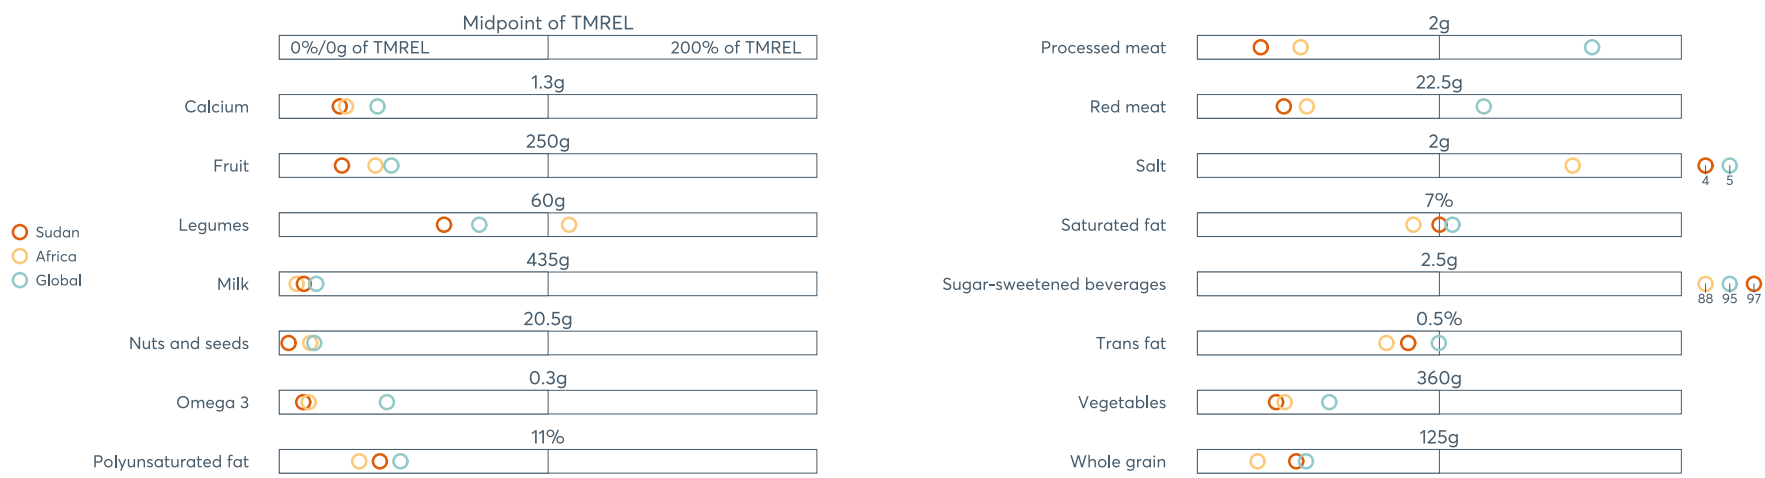 Midpoint of TMREL
0%/0g of TMREL 200% of TMREL
1.3g
Calcium
250g
Fruit
60g
Legumes
435g
Milk
20.5g
Nuts and seeds
0.3g
Omega 3
11%
Polyunsaturated fat
Sudan
Africa
Global
2g
Processed meat
22.5g
Red meat
2g
Salt
4 5
7%
Saturated fat
2.5g
Sugar-sweetened beverages
88 95 97
0.5%
Trans fat
360g
Vegetables
125g
Whole grain